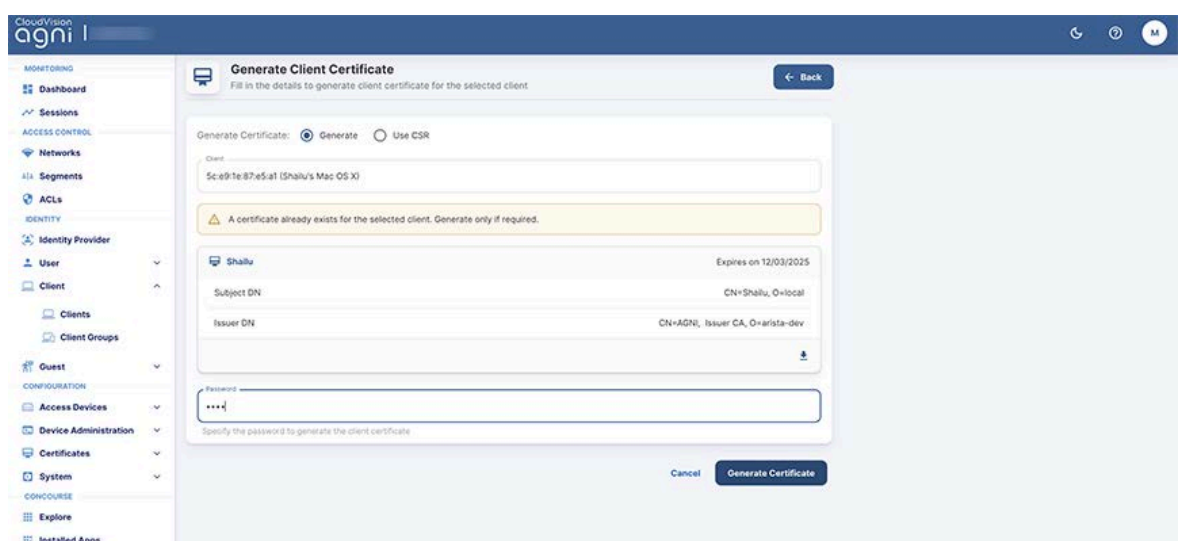 CloudVision
agni |
M
MONITORING
Dashboard
Sessions
ACCESS CONTROL
Networks
Segments
ACLs
IDENTITY
Identity Provider
User
Client
Clients
Client Groups
Guest
CONFIGURATION
Access Devices
Device Administration
Certificates
System
CONCOURSE
Explore
Installed Apps
Generate Client Certificate
Fill in the details to generate client certificate for the selected client
← Back
Generate Certificate: Generate Use CSR
Client
5c:e9:1e:87:e5:a1 (Shailu's Mac OS X)
A certificate already exists for the selected client. Generate only if required.
Shailu Expires on 12/03/2025
Subject DN CN=Shailu, O=local
Issuer DN CN=AGNI, Issuer CA, O=arista-dev
Password
••••
Specify the password to generate the client certificate
Cancel Generate Certificate